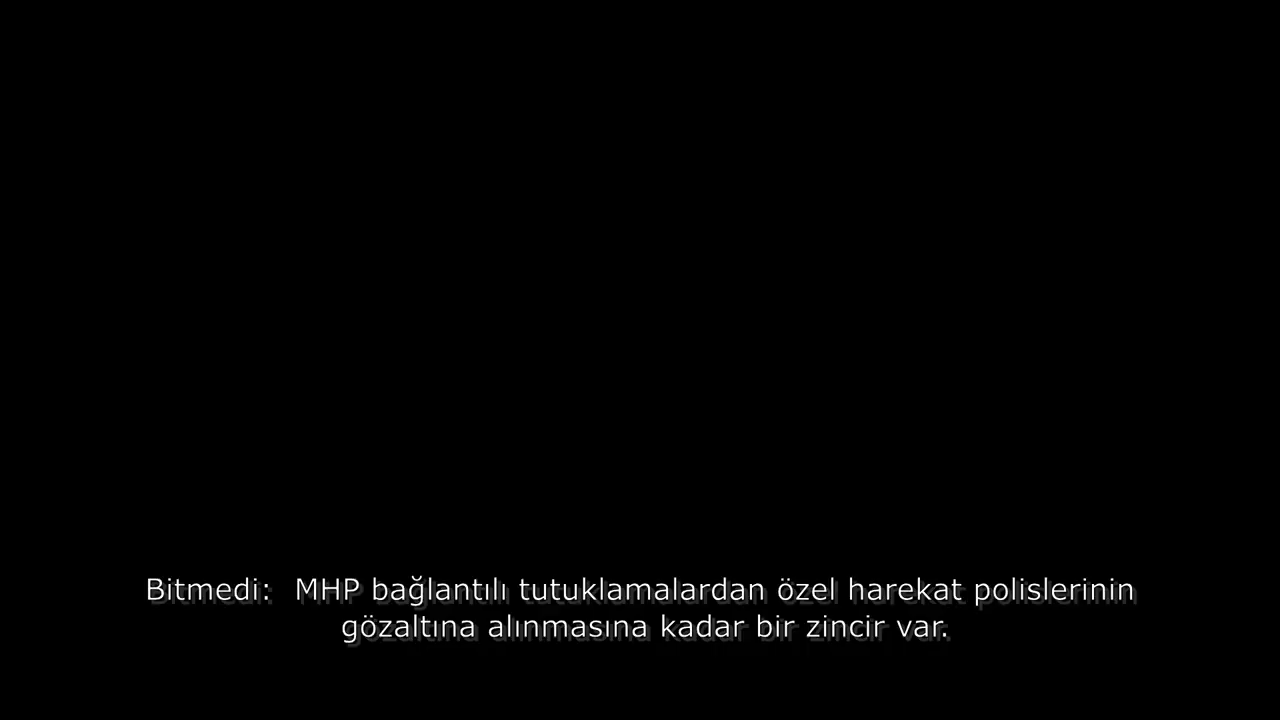 Bitmedi:  MHP bağlantılı tutuklamalardan özel harekat polislerinin
gözaltına alınmasına kadar bir zincir var.